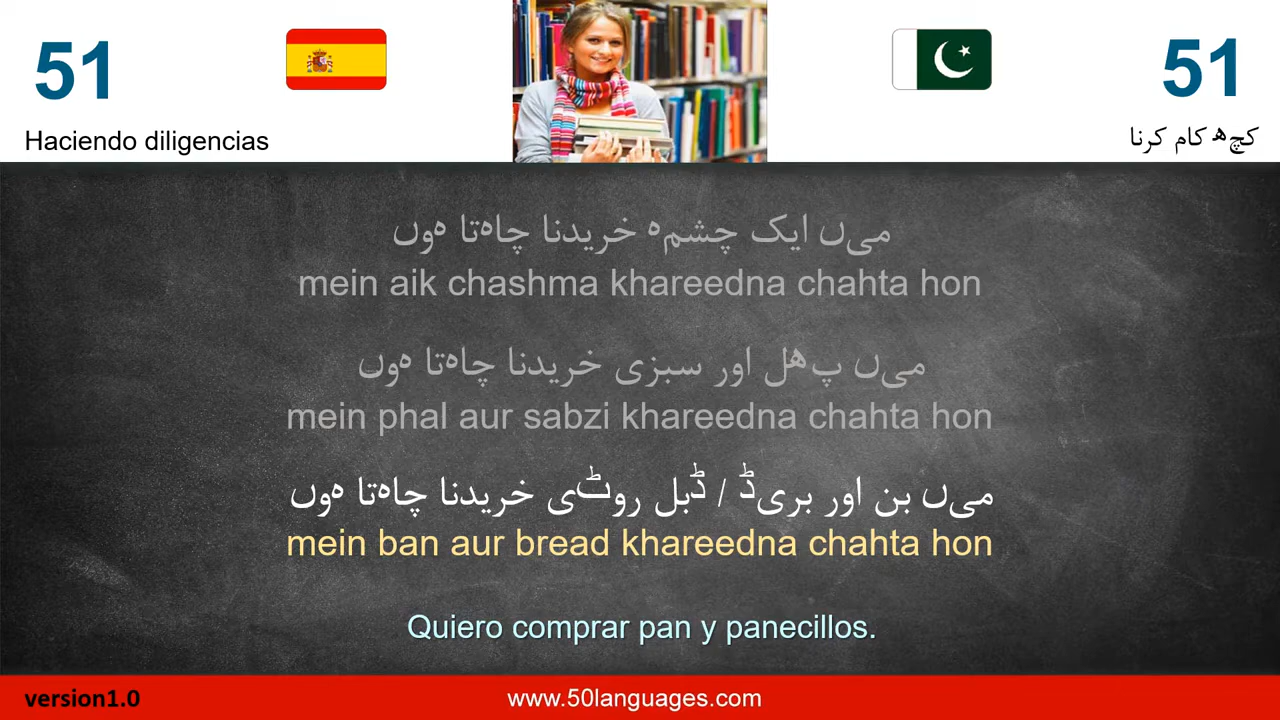 51
51
Haciendo diligencias
کچھ کام کرنا
میں ایک چشمہ خریدنا چاہتا ہوں
mein aik chashma khareedna chahta hon
میں پھل اور سبزی خریدنا چاہتا ہوں
mein phal aur sabzi khareedna chahta hon
میں بن اور بریڈ / ڈبل روٹی خریدنا چاہتا ہوں
mein ban aur bread khareedna chahta hon
Quiero comprar pan y panecillos.
version1.0
www.50languages.com